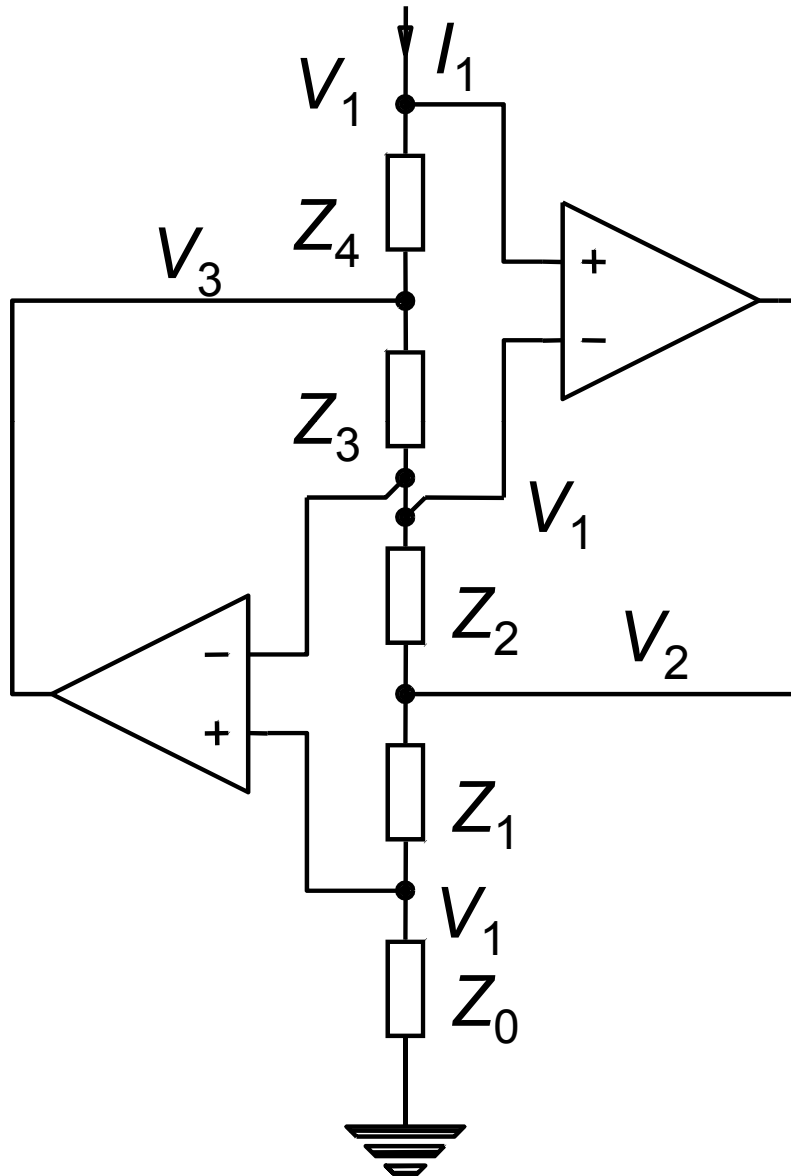 I₁
V₁
Z₄
V₃
+
−
Z₃
V₁
Z₂
V₂
−
+
Z₁
V₁
Z₀